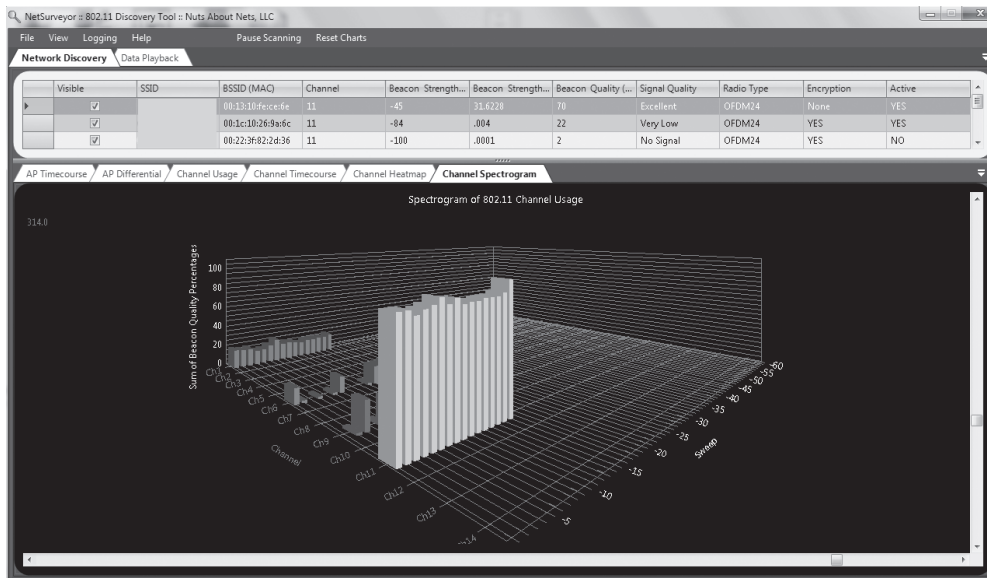 NetSurveyor :: 802.11 Discovery Tool :: Nuts About Nets, LLC
File View Logging Help Pause Scanning Reset Charts
Network Discovery Data Playback
Visible SSID BSSID (MAC) Channel Beacon Strength... Beacon Strength... Beacon Quality (... Signal Quality Radio Type Encryption Active
00:13:10:fe:ce:6e 11 -45 31.6228 70 Excellent OFDM24 None YES
00:1c:10:26:9a:6c 11 -84 .004 22 Very Low OFDM24 YES YES
00:22:3f:82:2d:36 11 -100 .0001 2 No Signal OFDM24 YES NO
AP Timecourse AP Differential Channel Usage Channel Timecourse Channel Heatmap Channel Spectrogram
Spectrogram of 802.11 Channel Usage
314.0
Sum of Beacon Quality Percentages
100
80
60
40
20
0
Ch1
Ch2
Ch3
Ch4
Ch5
Ch6
Ch7
Ch8
Ch9
Ch10
Ch11
Ch12
Ch13
Channel
-60
-55
-50
-45
-40
-35
-30
-25
-20
-15
-10
-5
Sweep